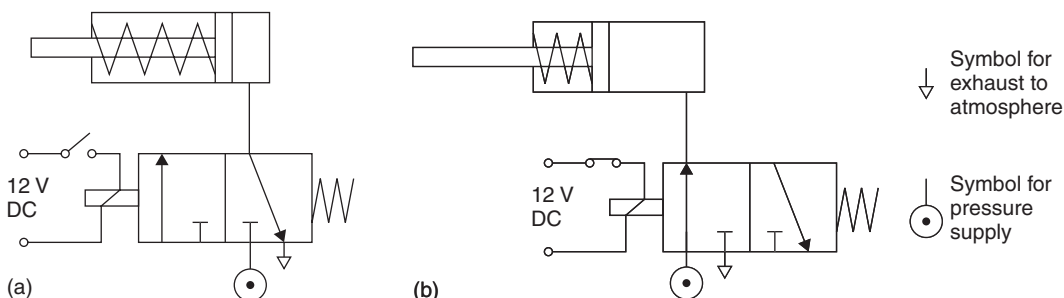 12 V
DC
(a)
12 V
DC
(b)
Symbol for
exhaust to
atmosphere
Symbol for
pressure
supply